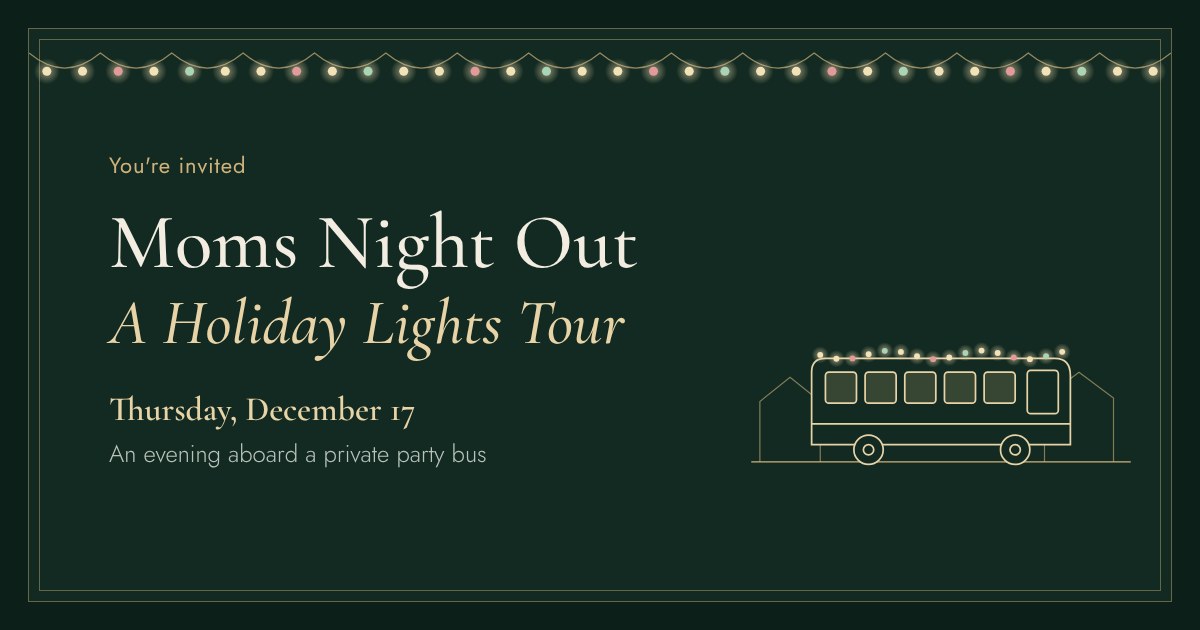 You're invited
Moms Night Out
A Holiday Lights Tour
Thursday, December 17
An evening aboard a private party bus